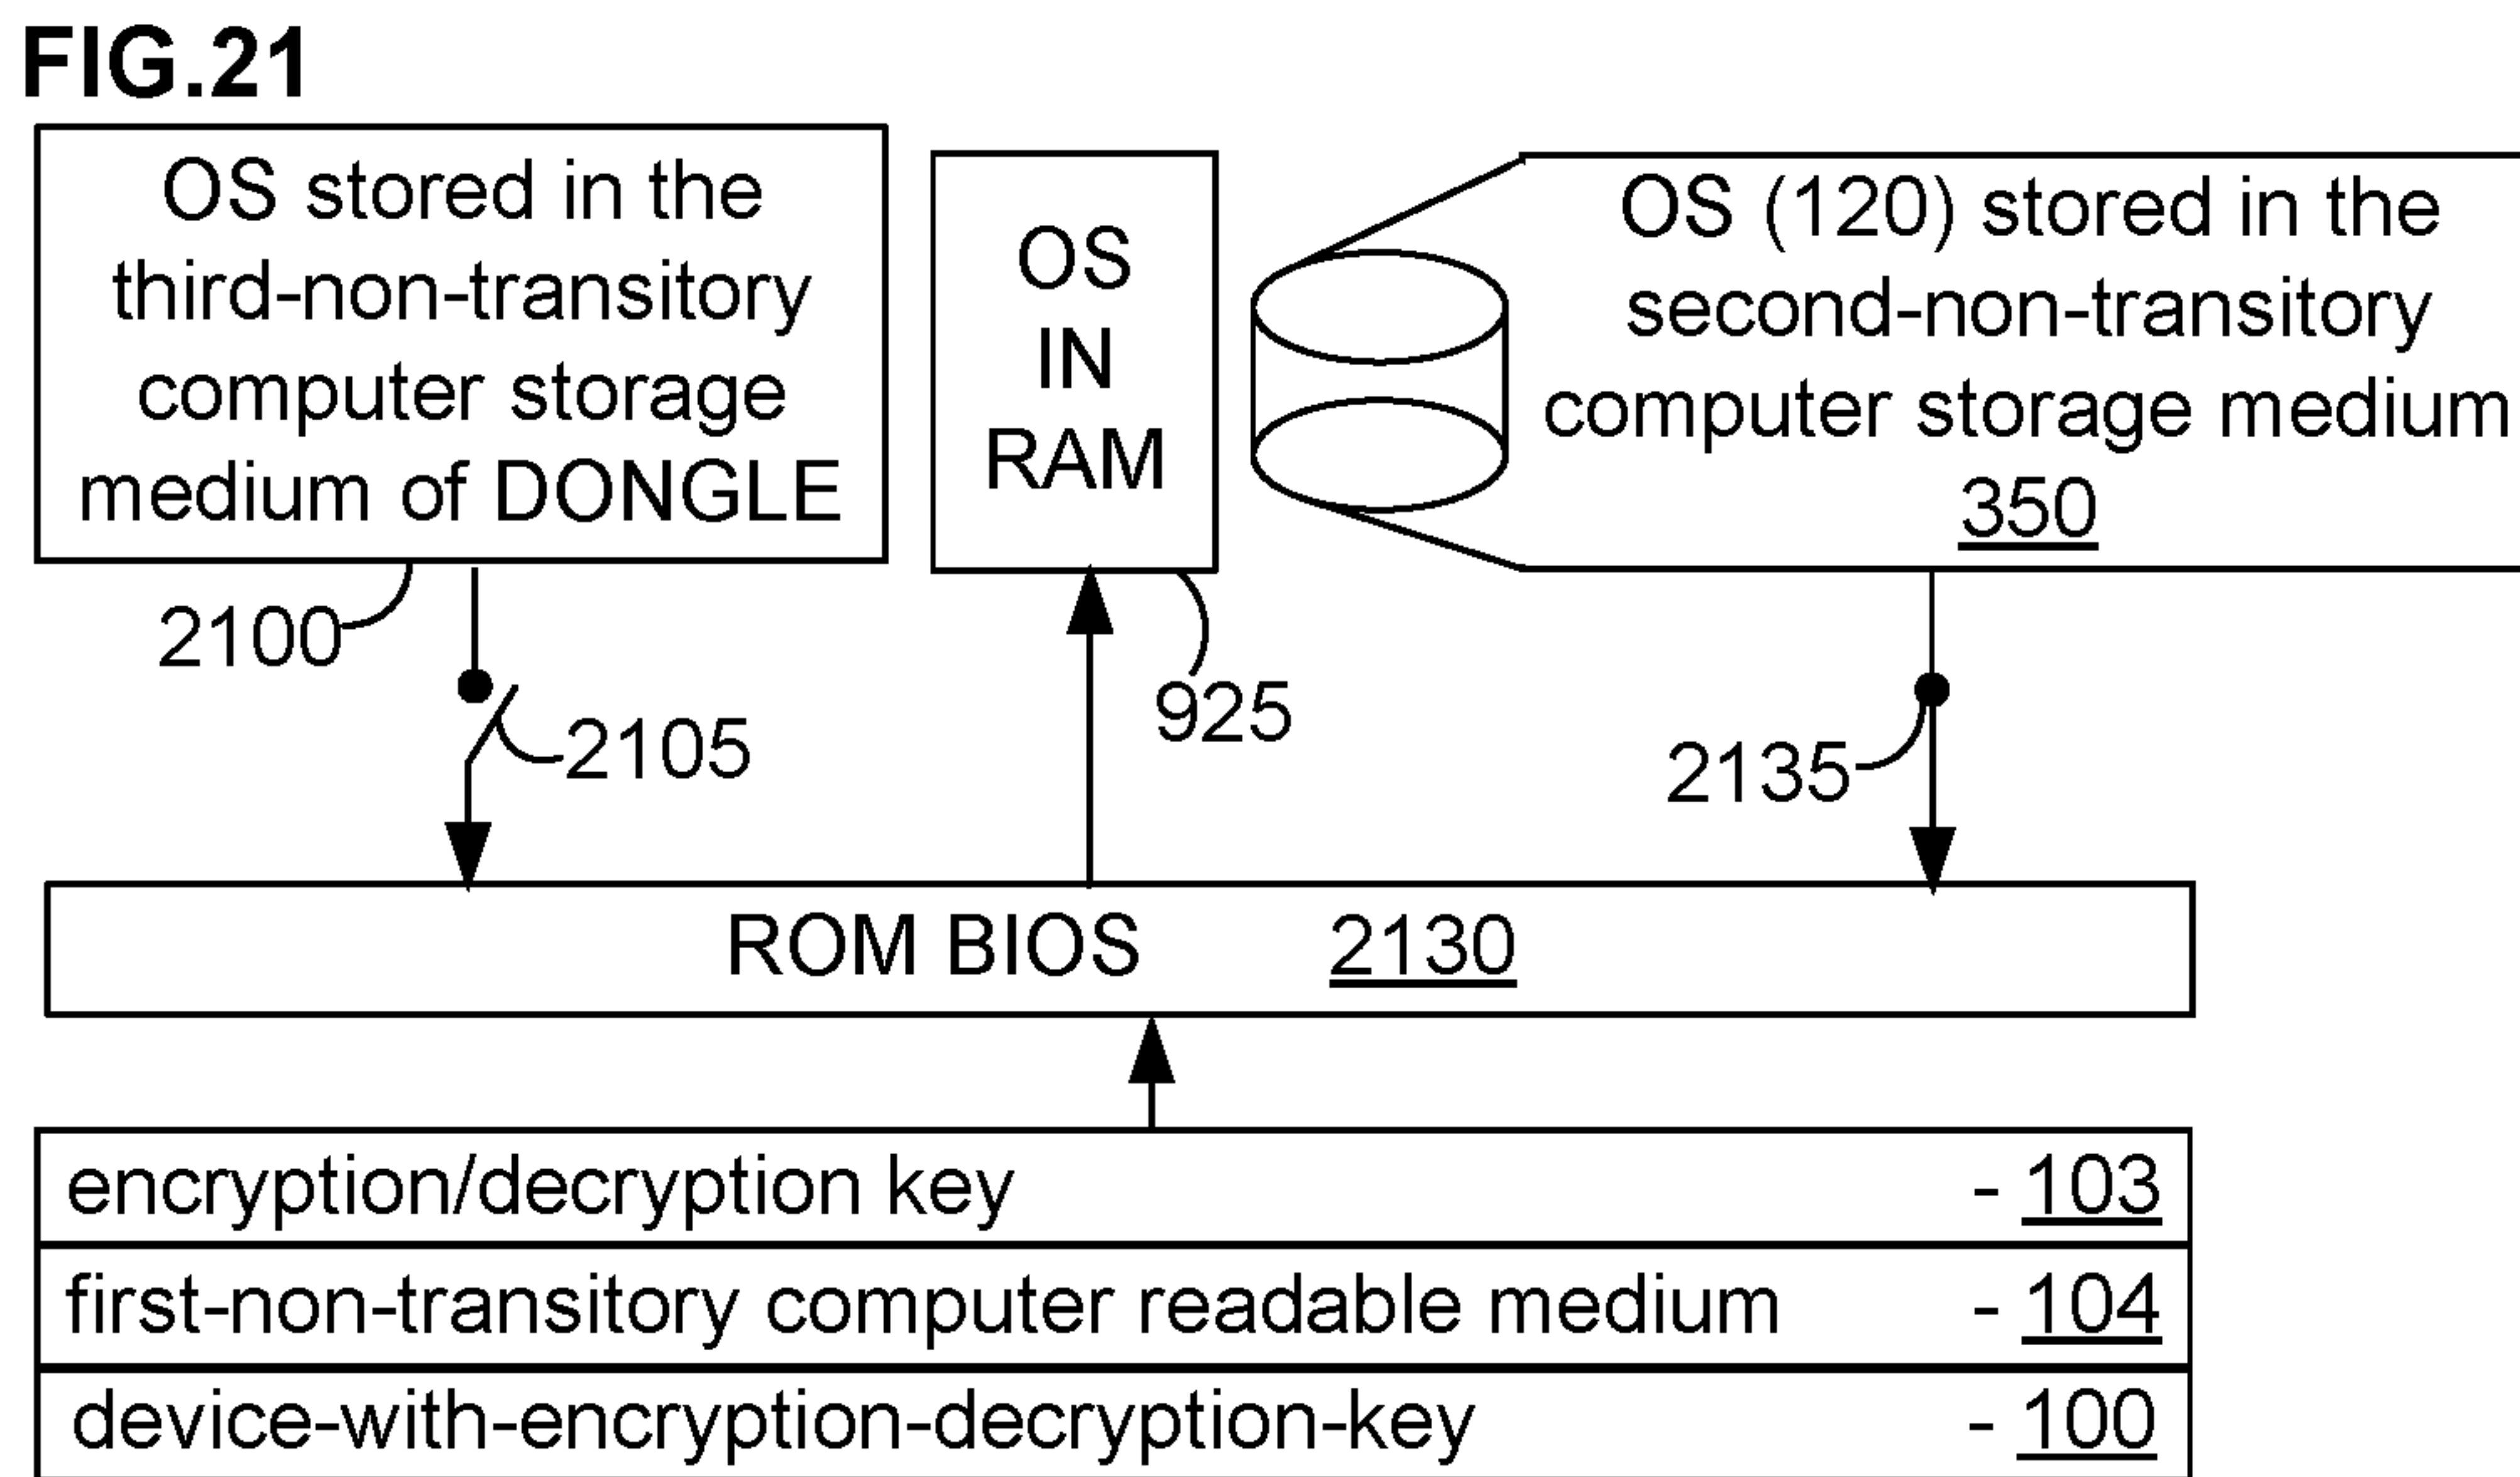 FIG.21
OS stored in the
third-non-transitory
computer storage
medium of DONGLE
OS
IN
RAM
OS (120) stored in the
second-non-transitory
computer storage medium
350
2100
2105
925
2135
ROM BIOS 2130
encryption/decryption key - 103
first-non-transitory computer readable medium - 104
device-with-encryption-decryption-key - 100